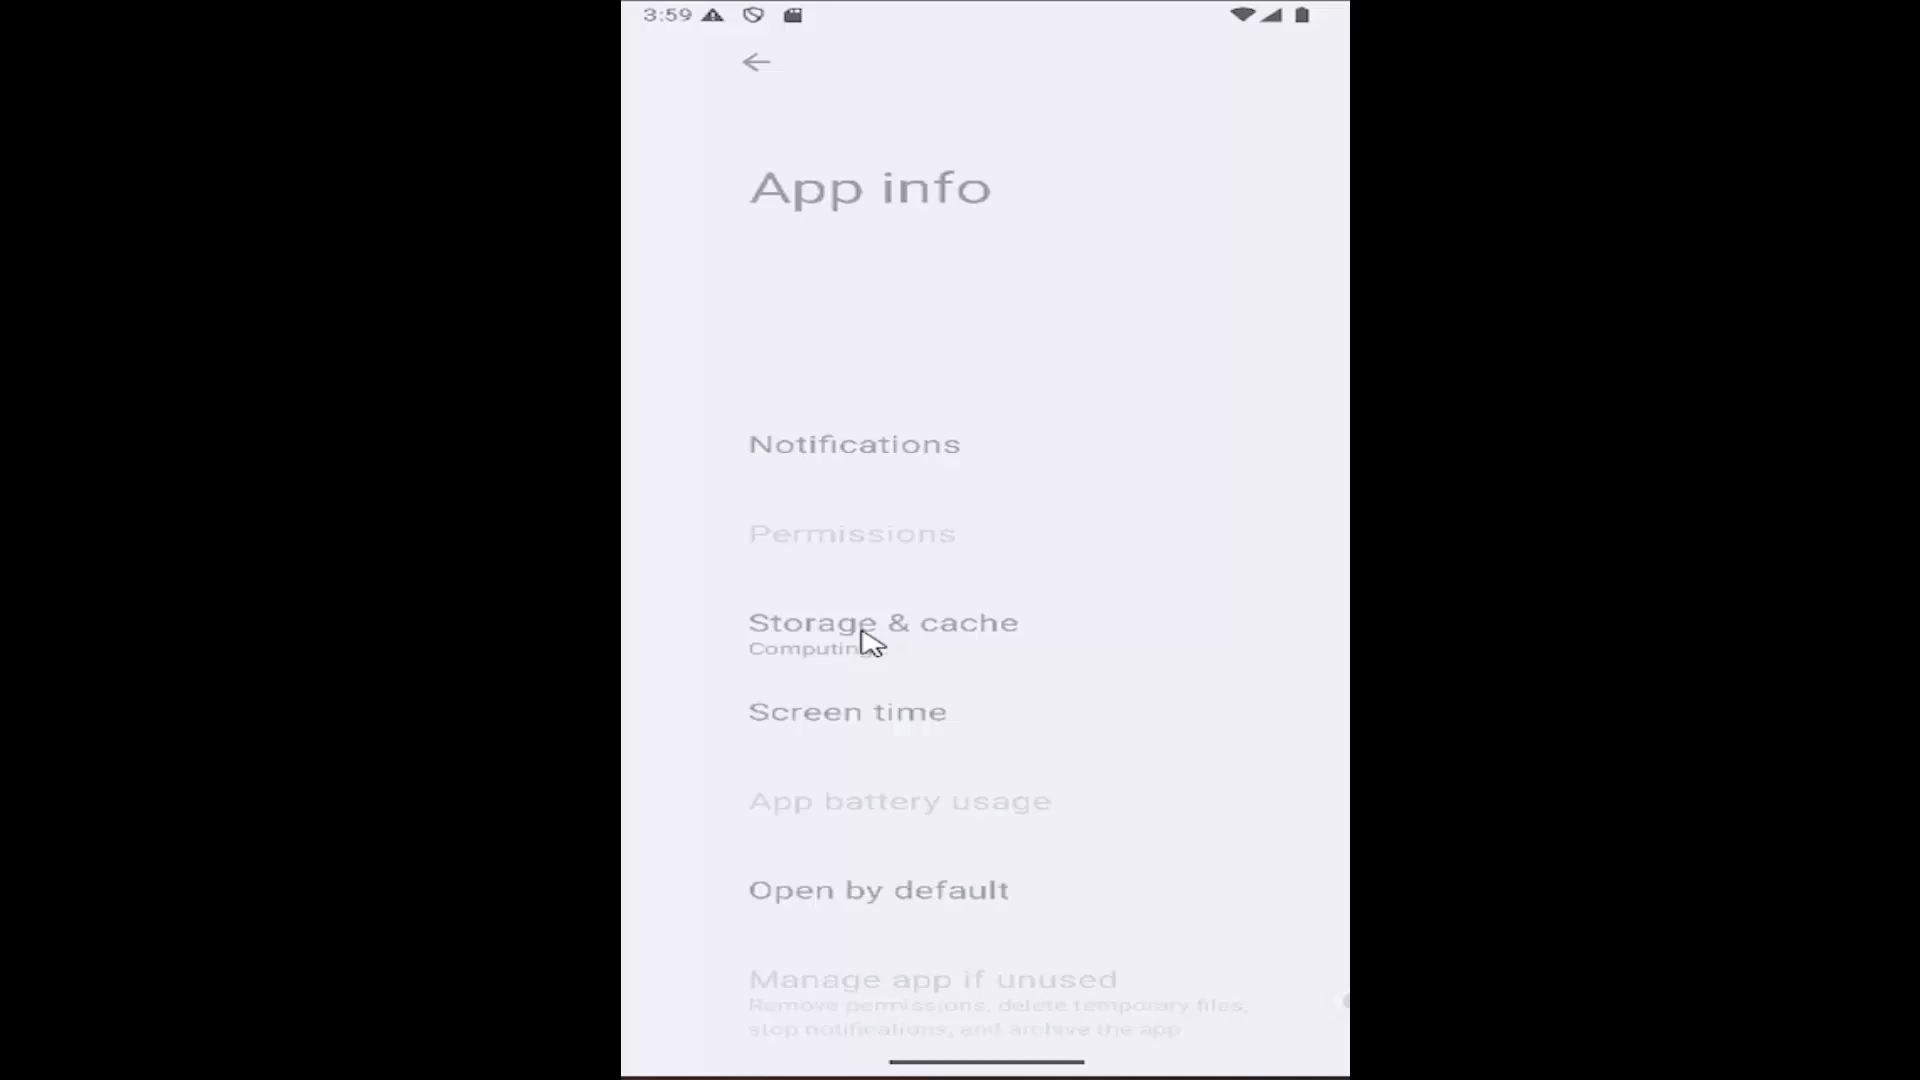 3:59
App info
Notifications
Permissions
Storage & cache
Computing
Screen time
App battery usage
Open by default
Manage app if unused
Remove permissions, delete temporary files,
stop notifications, and archive the app